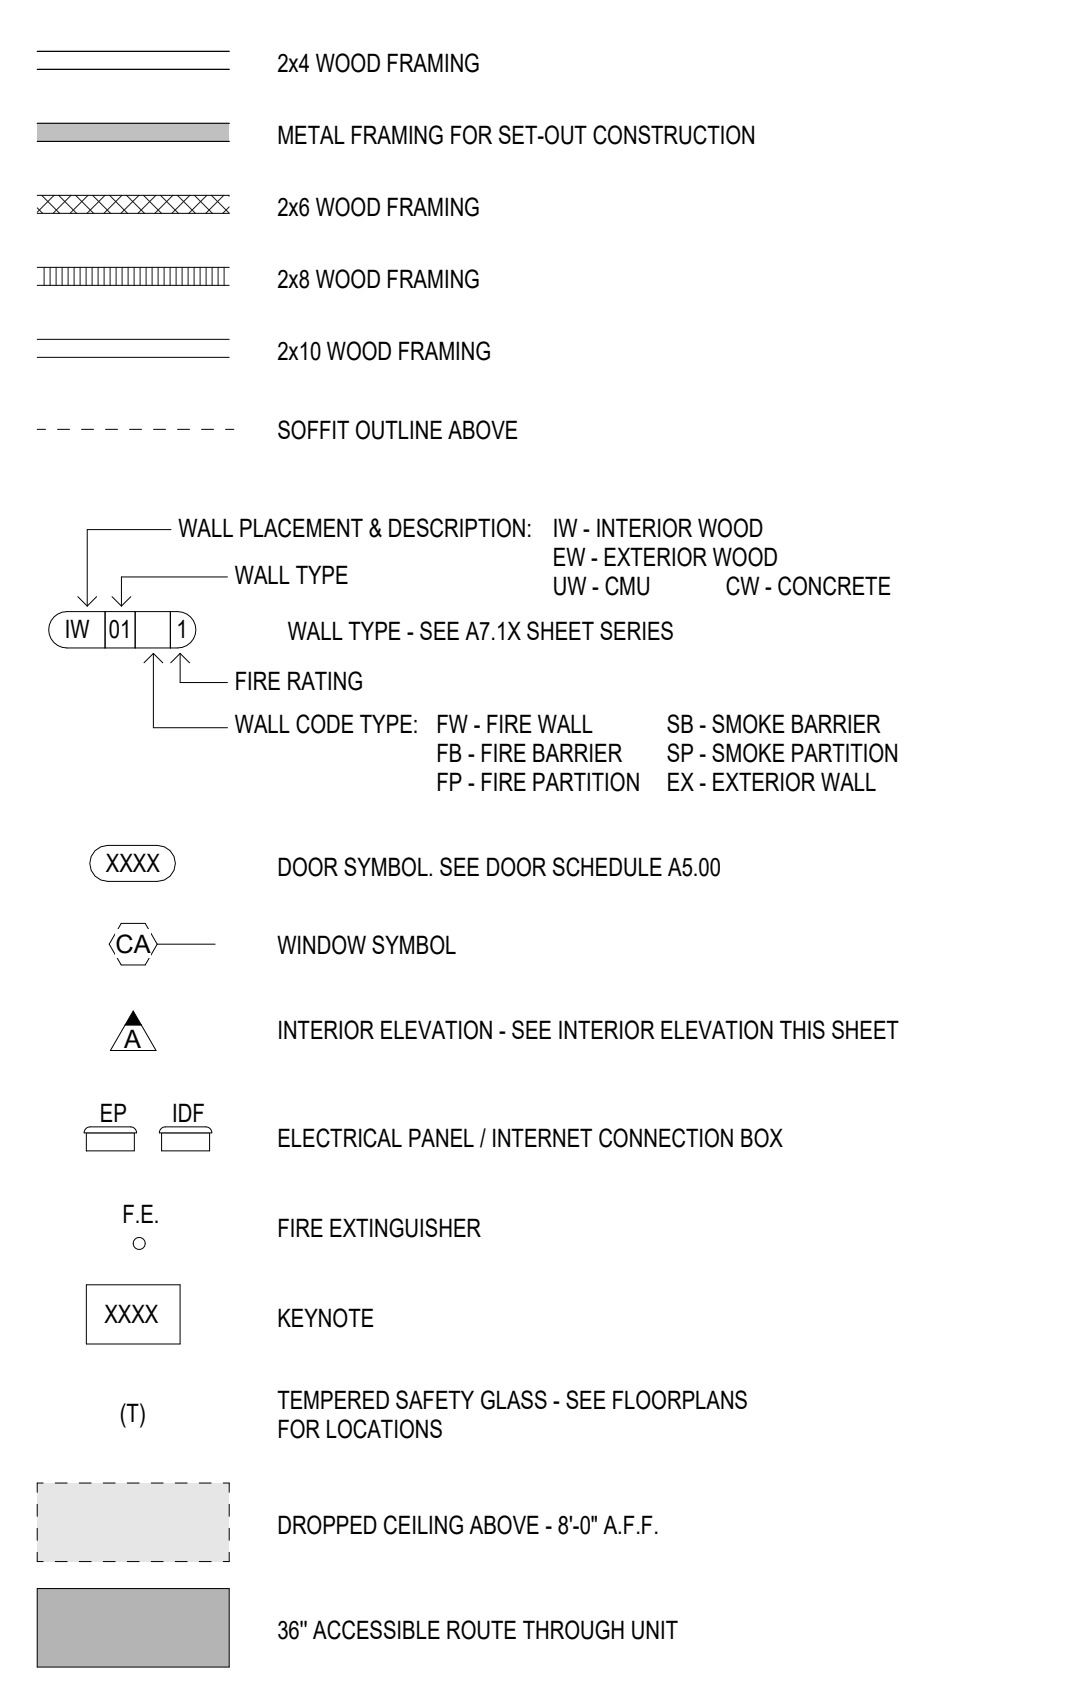 2x4 WOOD FRAMING
METAL FRAMING FOR SET-OUT CONSTRUCTION
2x6 WOOD FRAMING
2x8 WOOD FRAMING
2x10 WOOD FRAMING
SOFFIT OUTLINE ABOVE
WALL PLACEMENT & DESCRIPTION: IW - INTERIOR WOOD
EW - EXTERIOR WOOD
WALL TYPE
UW - CMU CW - CONCRETE
IW 01 1 WALL TYPE - SEE A7.1X SHEET SERIES
FIRE RATING
WALL CODE TYPE: FW - FIRE WALL SB - SMOKE BARRIER
FB - FIRE BARRIER SP - SMOKE PARTITION
FP - FIRE PARTITION EX - EXTERIOR WALL
XXXX DOOR SYMBOL. SEE DOOR SCHEDULE A5.00
CA WINDOW SYMBOL
A INTERIOR ELEVATION - SEE INTERIOR ELEVATION THIS SHEET
EP IDF
ELECTRICAL PANEL / INTERNET CONNECTION BOX
F.E.
FIRE EXTINGUISHER
XXXX KEYNOTE
(T) TEMPERED SAFETY GLASS - SEE FLOORPLANS
FOR LOCATIONS
DROPPED CEILING ABOVE - 8'-0" A.F.F.
36" ACCESSIBLE ROUTE THROUGH UNIT